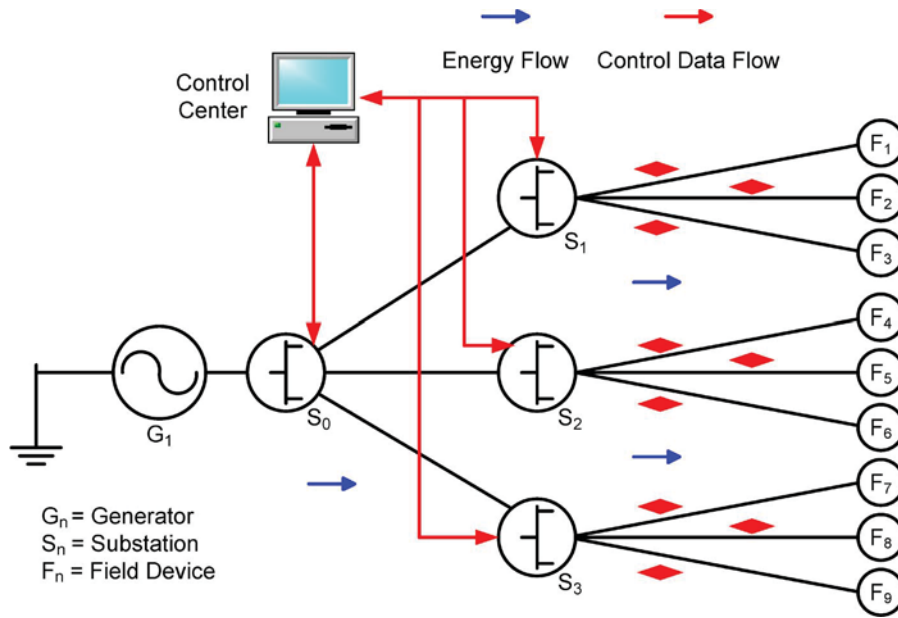 Energy Flow
Control Data Flow
Control
Center
F₁
F₂
S₁
F₃
F₄
F₅
G₁
S₀
S₂
F₆
F₇
Gₙ = Generator
Sₙ = Substation
Fₙ = Field Device
F₈
S₃
F₉